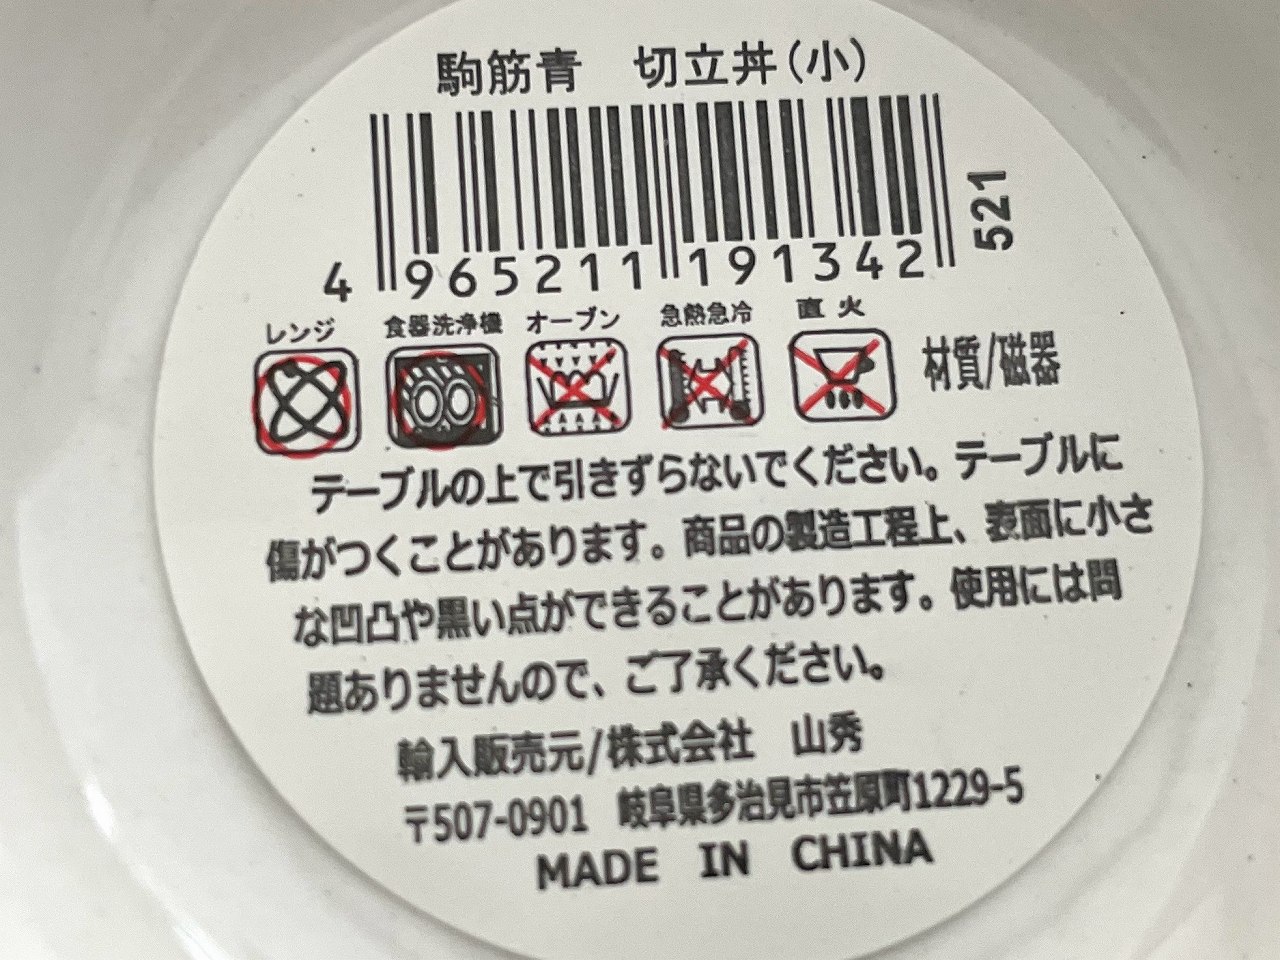 駒筋青　切立丼(小)
4 965211 191342
521
レンジ 食器洗浄機 オーブン 急熱急冷 直火
材質/磁器
テーブルの上で引きずらないでください。テーブルに
傷がつくことがあります。商品の製造工程上、表面に小さ
な凹凸や黒い点ができることがあります。使用には問
題ありませんので、ご了承ください。
輸入販売元/株式会社　山秀
〒507-0901　岐阜県多治見市笠原町1229-5
MADE IN CHINA